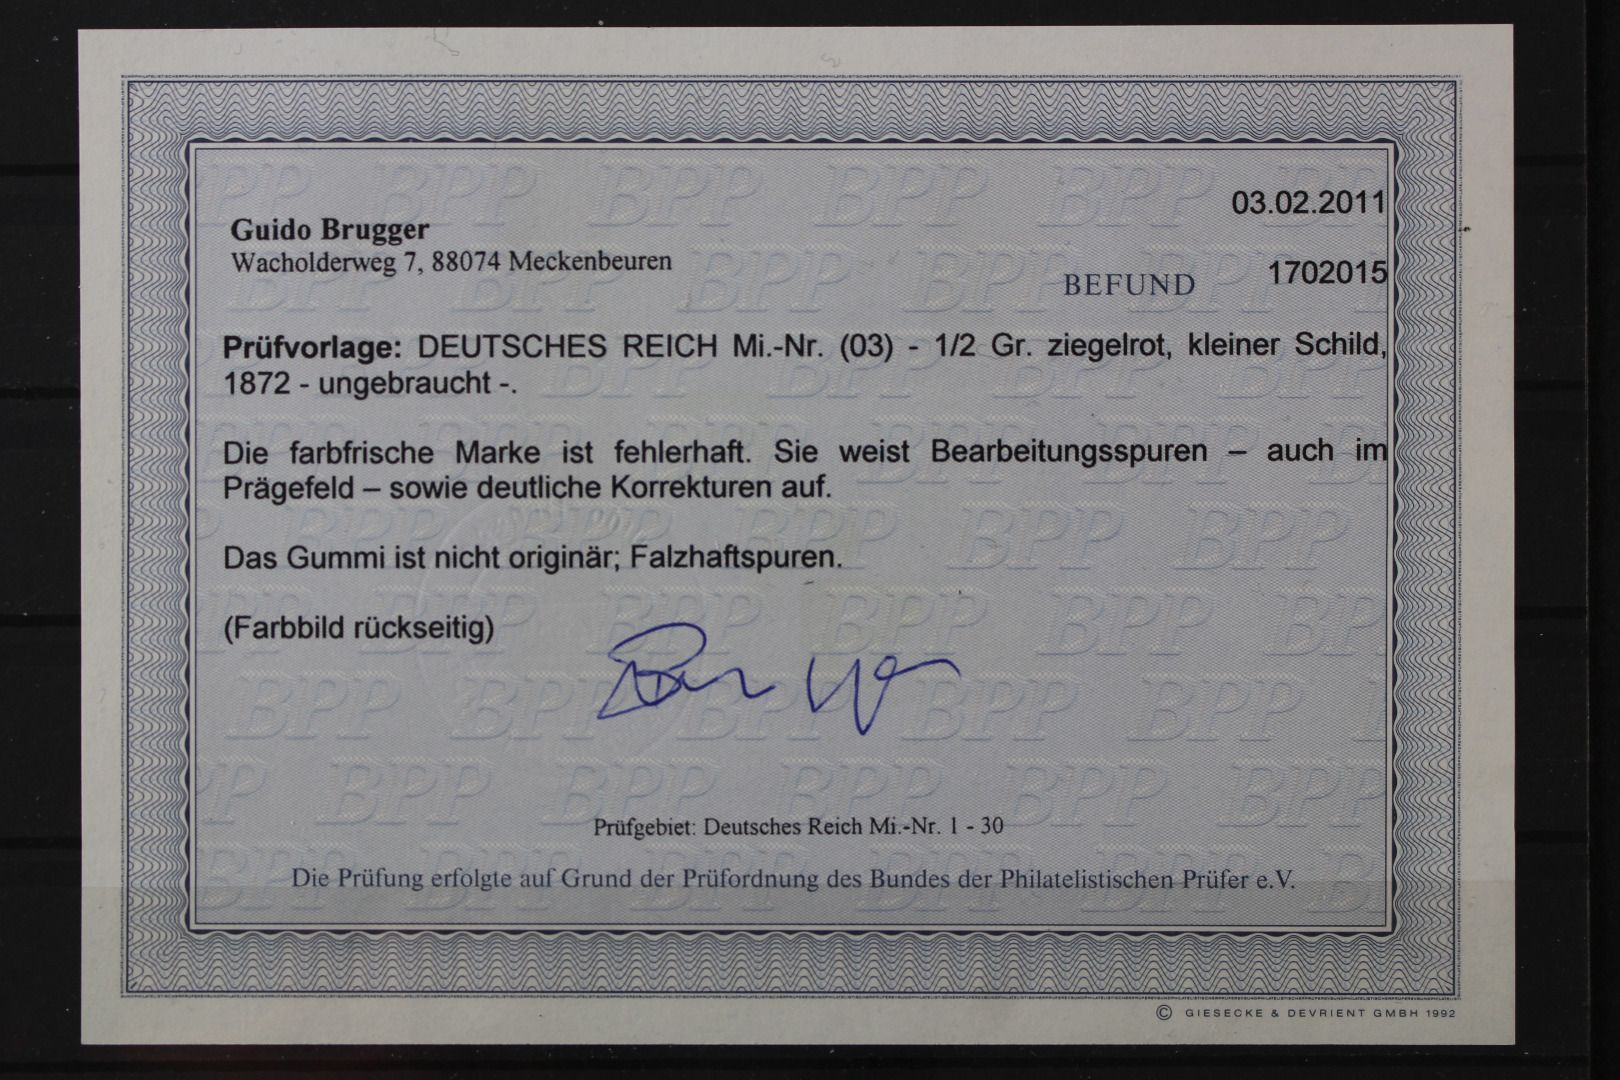 03.02.2011
Guido Brugger
Wacholderweg 7, 88074 Meckenbeuren
BEFUND 1702015
Prüfvorlage: DEUTSCHES REICH Mi.-Nr. (03) - 1/2 Gr. ziegelrot, kleiner Schild,
1872 - ungebraucht -.
Die farbfrische Marke ist fehlerhaft. Sie weist Bearbeitungsspuren – auch im
Prägefeld – sowie deutliche Korrekturen auf.
Das Gummi ist nicht originär; Falzhaftspuren.
(Farbbild rückseitig)
Prüfgebiet: Deutsches Reich Mi.-Nr. 1 - 30
Die Prüfung erfolgte auf Grund der Prüfordnung des Bundes der Philatelistischen Prüfer e.V.
© GIESECKE & DEVRIENT GMBH 1992